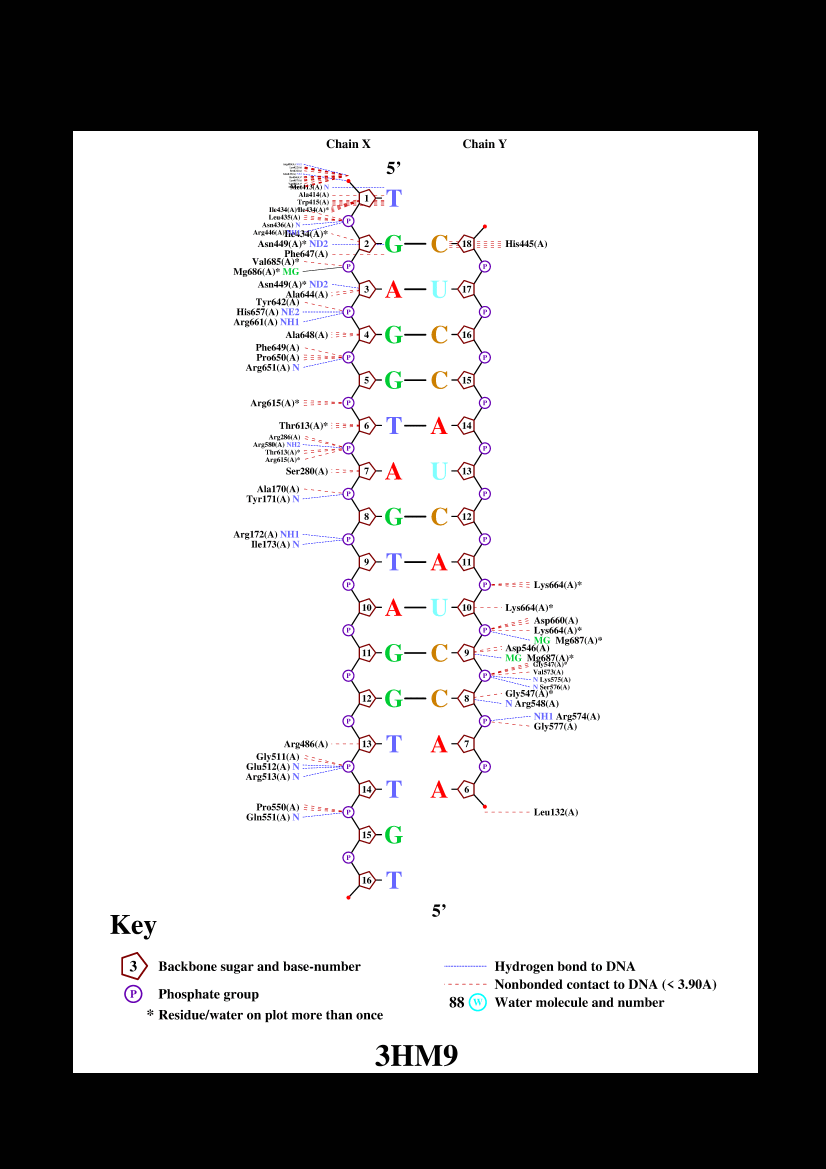 Chain X Chain Y
5'
Met413(A) N
Ala414(A)
Trp415(A)
1 T
Ile434(A)*
Leu435(A)
Asn436(A) N
P
Arg446(A)
Ile434(A)*
Asn449(A)* ND2 2 G C 18 His445(A)
Phe647(A)
Val685(A)*
P P
Mg686(A)* MG
Asn449(A)* ND2
3 A U 17
Ala644(A)
Tyr642(A)
His657(A) NE2 P P
Arg661(A) NH1
Ala648(A) 4 G C 16
Phe649(A)
Pro650(A) P P
Arg651(A) N
5 G C 15
Arg615(A)* P P
Thr613(A)* 6 T A 14
Arg286(A)
Arg580(A) NH2 P P
Thr613(A)*
Arg615(A)*
Ser280(A) 7 A U 13
Ala170(A)
P P
Tyr171(A) N
8 G C 12
Arg172(A) NH1
P P
Ile173(A) N
9 T A 11
P P Lys664(A)*
10 A U 10 Lys664(A)*
Asp660(A)
P P Lys664(A)*
MG Mg687(A)*
Asp546(A)
11 G C 9
MG Mg687(A)*
Gly547(A)*
Val573(A)
P P
N Lys575(A)
N Ser576(A)
Gly547(A)*
12 G C 8
N Arg548(A)
NH1 Arg574(A)
P P
Gly577(A)
Arg486(A) 13 T A 7
Gly511(A)
Glu512(A) N P P
Arg513(A) N
14 T A 6
Pro550(A)
P Leu132(A)
Gln551(A) N
15 G
P
16 T
5'
Key
3 Backbone sugar and base-number
P Phosphate group
* Residue/water on plot more than once
Hydrogen bond to DNA
Nonbonded contact to DNA (< 3.90A)
88 W Water molecule and number
3HM9